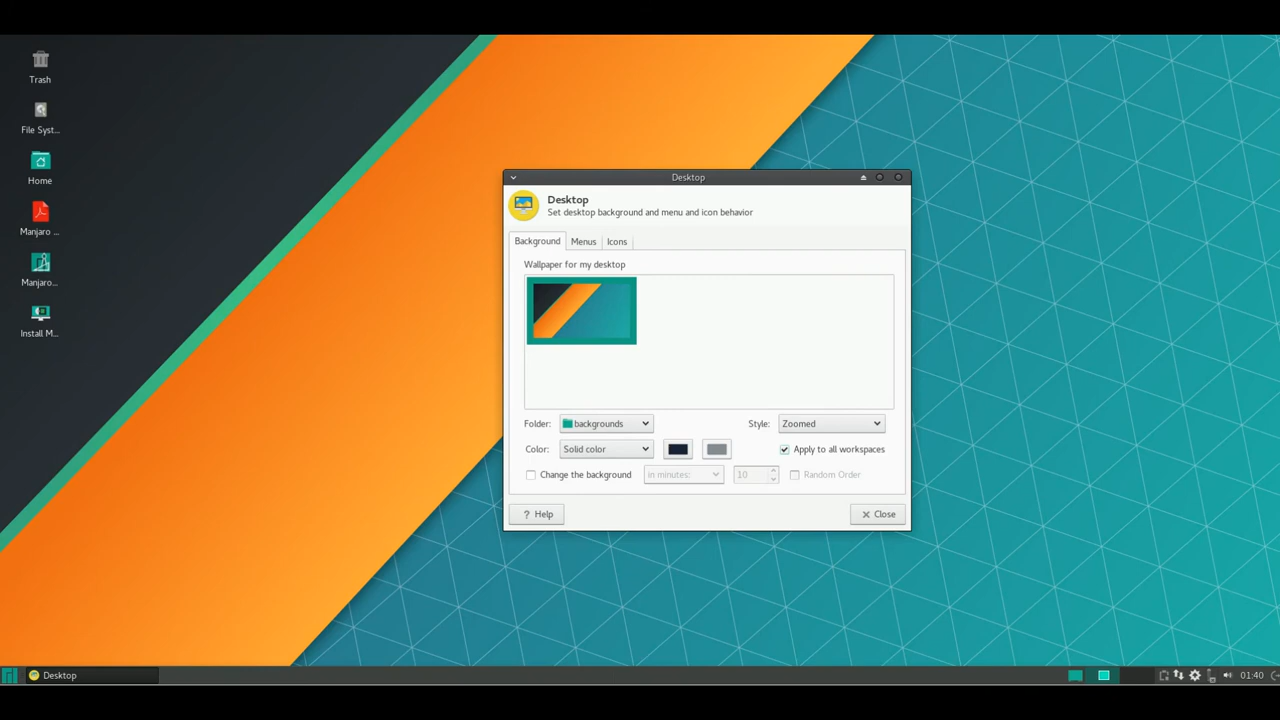 Trash
File Syst...
Home
Manjaro ...
Manjaro...
Install M...
Desktop
Desktop
Set desktop background and menu and icon behavior
Background Menus Icons
Wallpaper for my desktop
Folder: backgrounds Style: Zoomed
Color: Solid color Apply to all workspaces
Change the background in minutes: 10 Random Order
? Help Close
Desktop 01:40